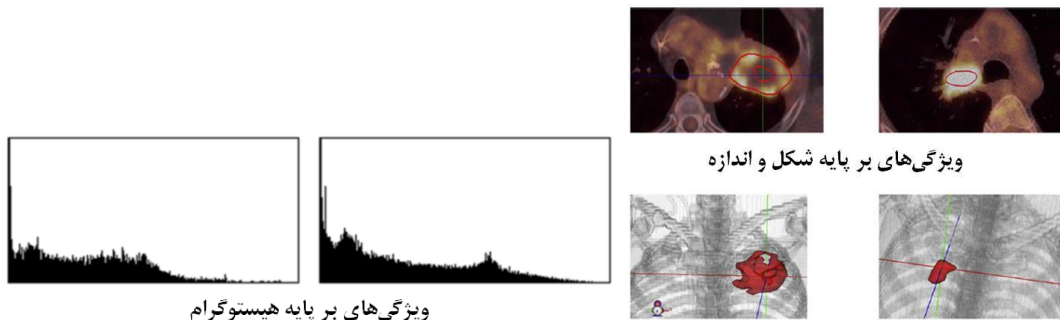 ویژگی‌های بر پایه شکل و اندازه
ویژگی‌های بر پایه هیستوگرام